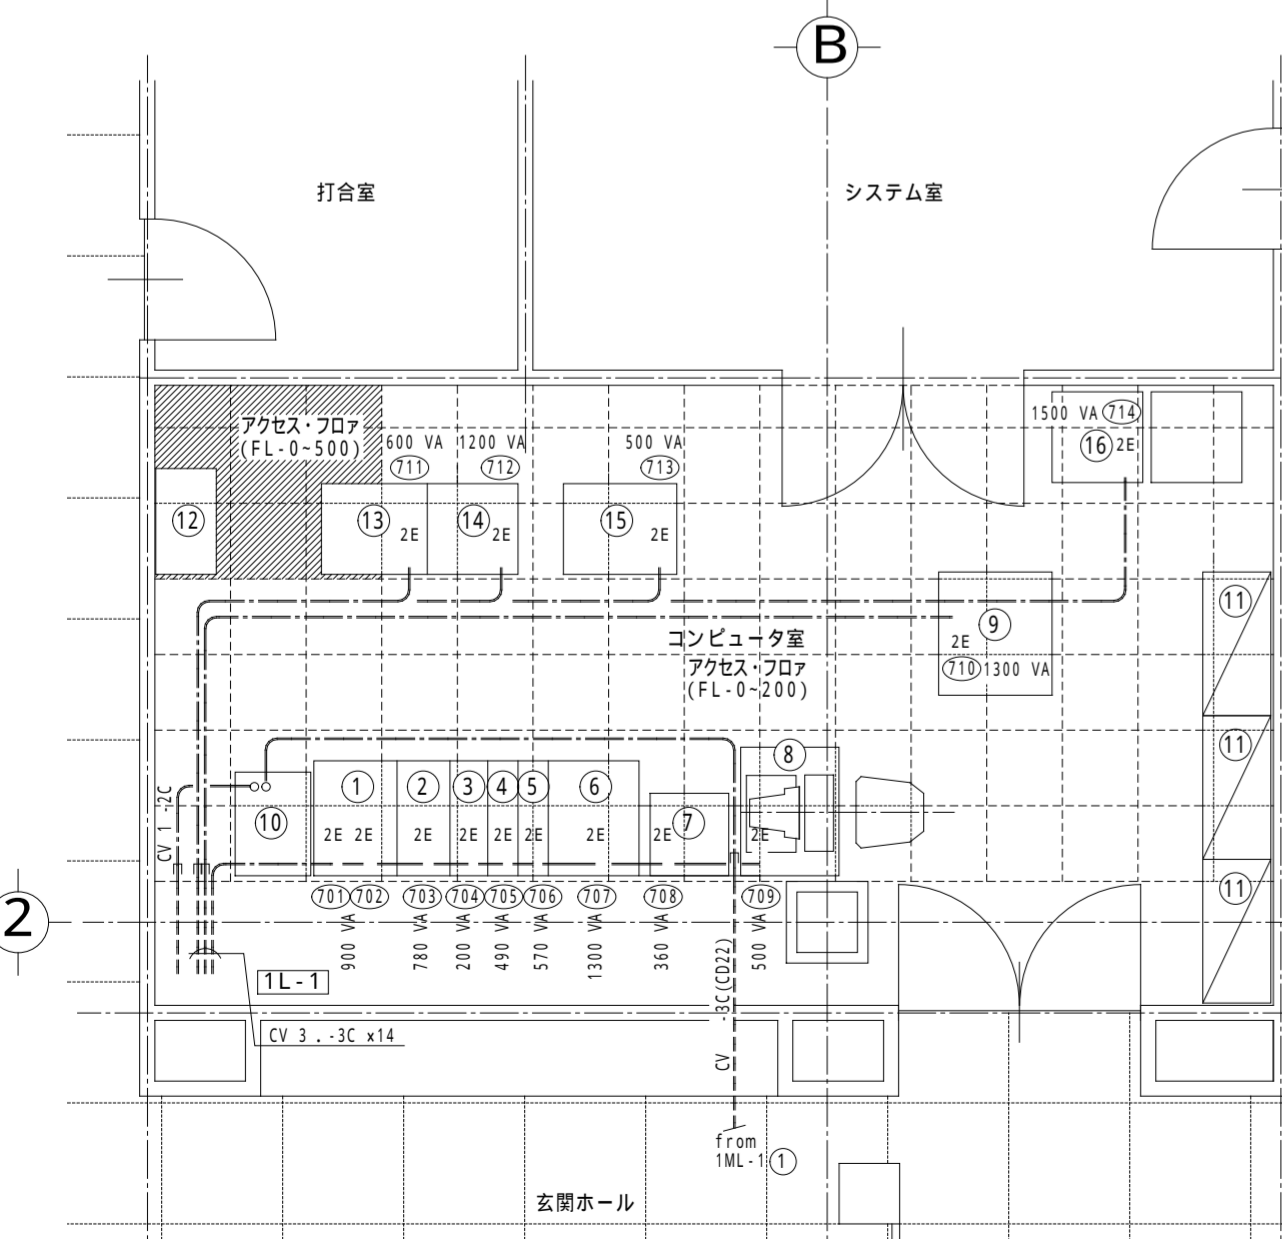 B
打合室
システム室
アクセス・フロア
(FL-0~500)
600 VA
1200 VA
500 VA
1500 VA
714
711
712
713
16
2E
12
13
2E
14
2E
15
2E
11
コンピュータ室
アクセス・フロア
(FL-0~200)
9
2E
710
1300 VA
11
8
CV 1 -2C
10
1
2E 2E
2
2E
3
2E
4
2E
5
2E
6
2E
7
2E
2E
11
2
701
702
703
704
705
706
707
708
709
900 VA
780 VA
200 VA
490 VA
570 VA
1300 VA
360 VA
500 VA
1L-1
CV 3 . -3C x14
CV -3C(CD22)
from
1ML-1 1
玄関ホール